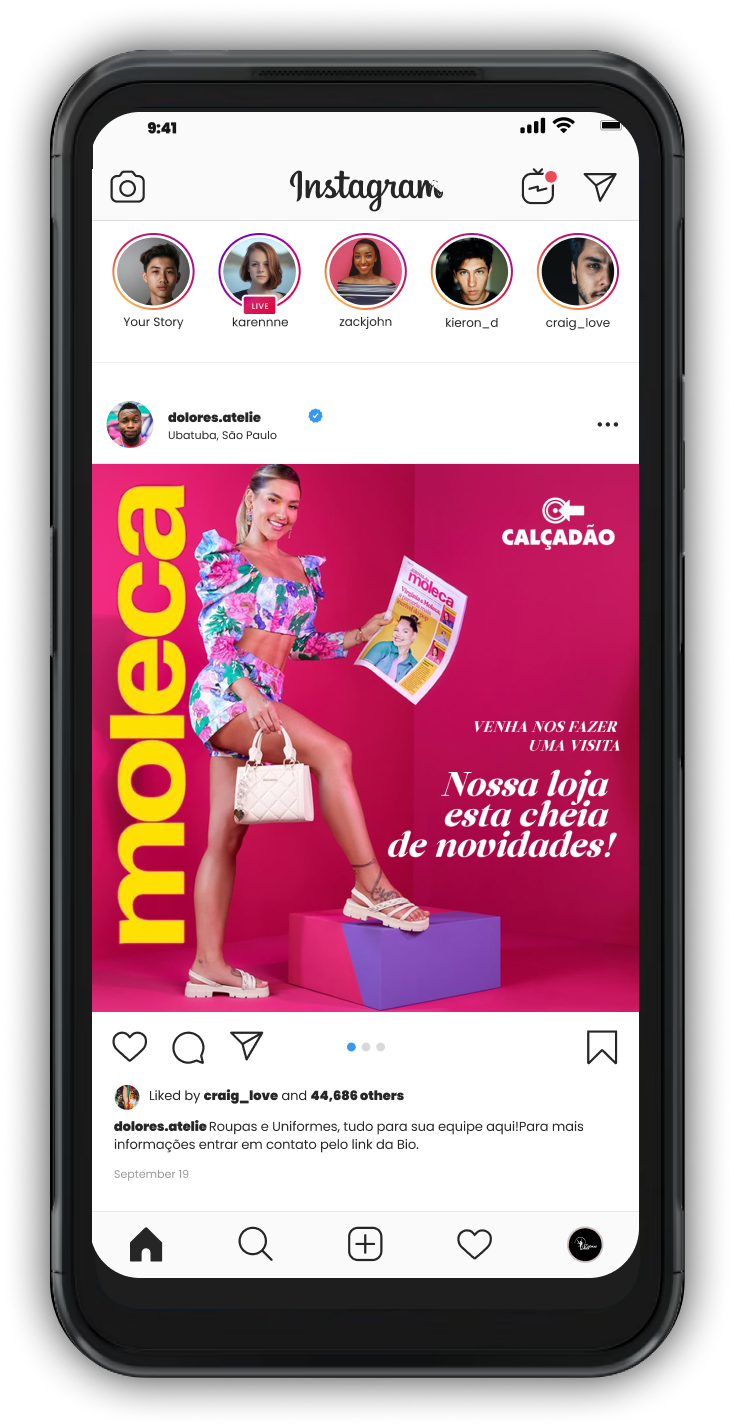 9:41
Instagram
LIVE
Your Story
karennne
zackjohn
kieron_d
craig_love
dolores.atelie
Ubatuba, São Paulo
moleca
CALÇADÃO
moleca
Virginia e Moleca,
VENHA NOS FAZER
UMA VISITA
Nossa loja
esta cheia
de novidades!
Liked by craig_love and 44,686 others
dolores.atelie Roupas e Uniformes, tudo para sua equipe aqui!Para mais
informações entrar em contato pelo link da Bio.
September 19